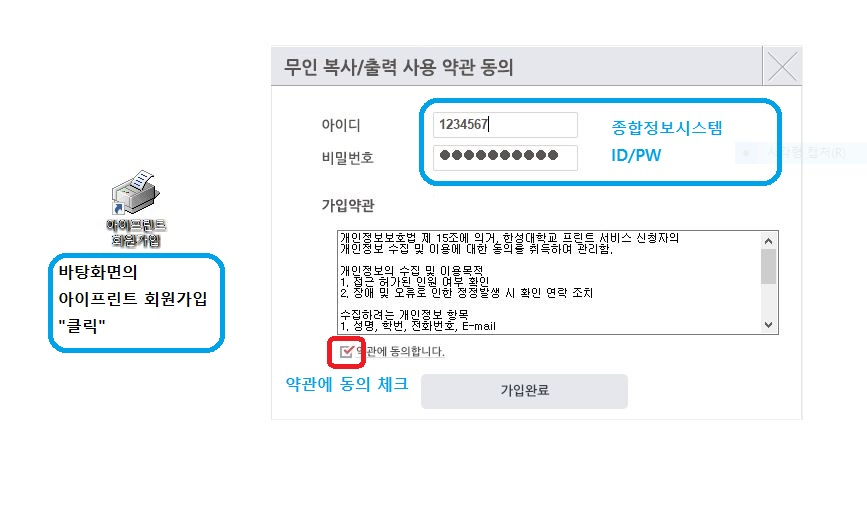 무인 복사/출력 사용 약관 동의
아이디
1234567
비밀번호
종합정보시스템
ID/PW
가입약관
개인정보보호법 제 15조에 의거, 한성대학교 프린트 서비스 신청자의
개인정보 수집 및 이용에 대한 동의를 취득하여 관리함.
개인정보의 수집 및 이용목적
1. 접근 허가된 인원 여부 확인
2. 장애 및 오류로 인한 정정발생 시 확인 연락 조치
수집하려는 개인정보 항목
1. 성명, 학번, 전화번호, E-mail
약관에 동의합니다.
약관에 동의 체크
가입완료
아이프린트
회원가입
바탕화면의
아이프린트 회원가입
"클릭"